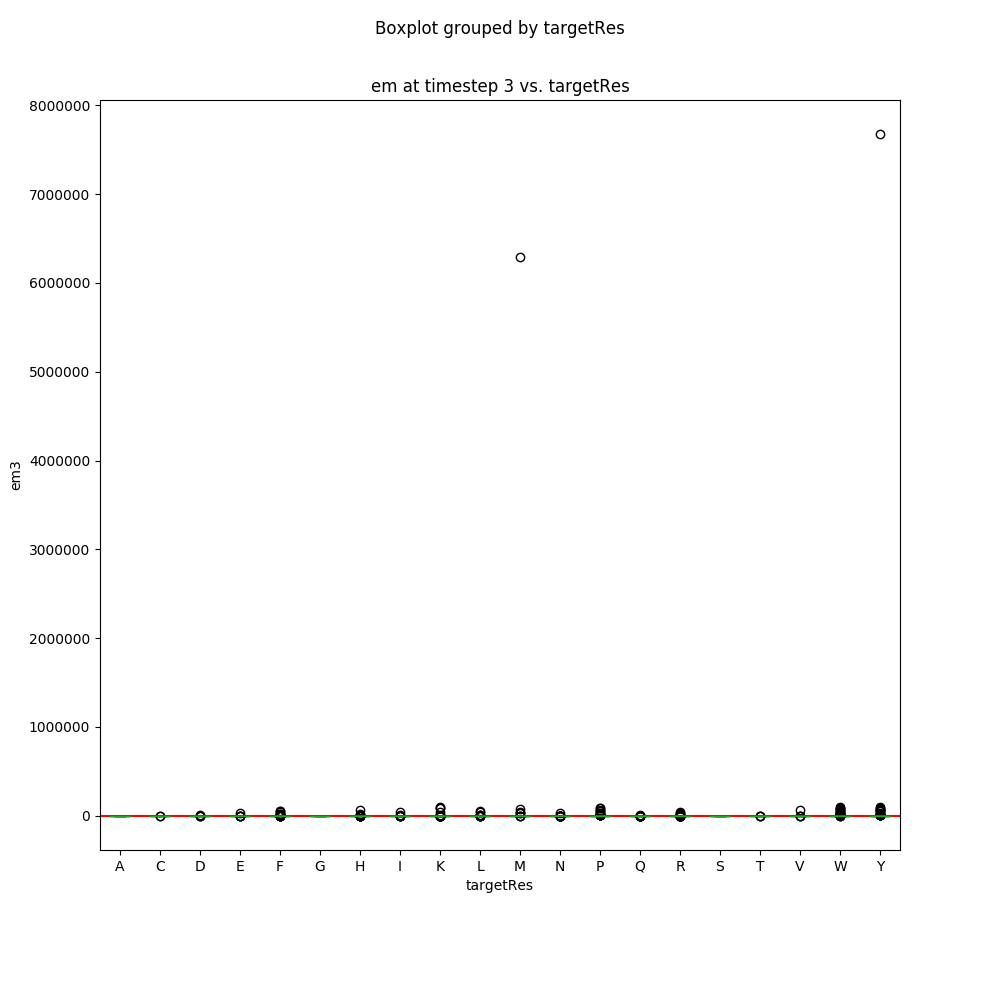 Boxplot grouped by targetRes
em at timestep 3 vs. targetRes
8000000
7000000
6000000
5000000
4000000
3000000
2000000
1000000
0
em3
A C D E F G H I K L M N P Q R S T V W Y
targetRes